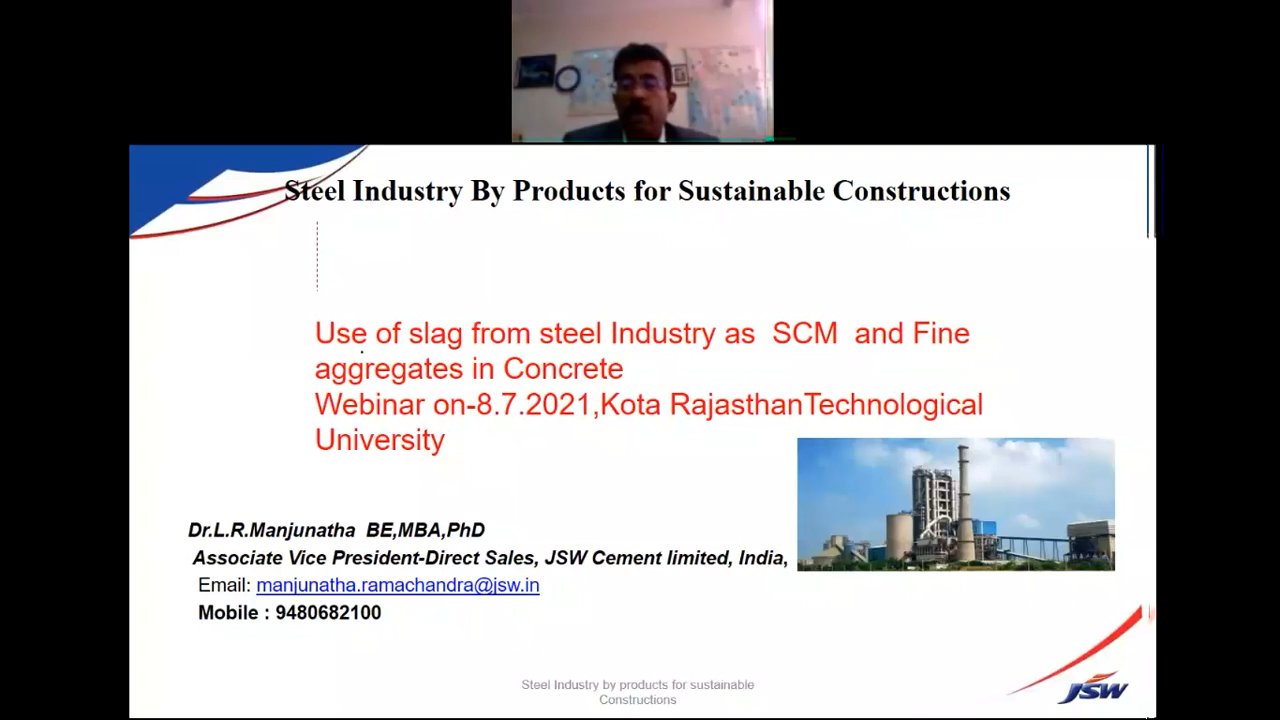 Steel Industry By Products for Sustainable Constructions
Use of slag from steel Industry as SCM and Fine
aggregates in Concrete
Webinar on-8.7.2021,Kota RajasthanTechnological
University
Dr.L.R.Manjunatha BE,MBA,PhD
Associate Vice President-Direct Sales, JSW Cement limited, India,
Email: manjunatha.ramachandra@jsw.in
Mobile : 9480682100
Steel Industry by products for sustainable
Constructions
JSW